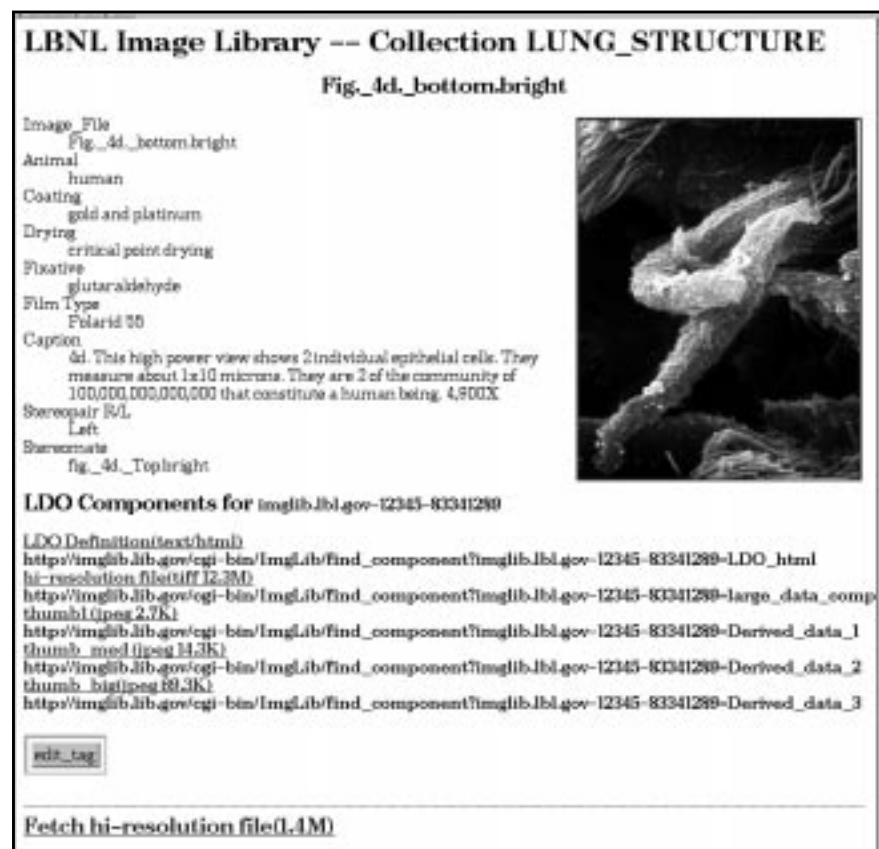 LBNL Image Library -- Collection LUNG_STRUCTURE
Fig._4d._bottom.bright
Image_File
Fig._4d._bottom.bright
Animal
human
Coating
gold and platinum
Drying
critical point drying
Fixative
glutaraldehyde
Film Type
Polarid 55
Caption
4d. This high power view shows 2 individual epithelial cells. They
measure about 1x10 microns. They are 2 of the community of
100,000,000,000,000 that constitute a human being. 4,900X
Stereopair R/L
Left
Stereomate
fig._4d._Top.bright
LDO Components for imglib.lbl.gov-12345-83341289
LDO Definition(text/html)
http://imglib.lib.gov/cgi-bin/ImgLib/find_component?imglib.lbl.gov-12345-83341289=LDO_html
hi-resolution file(tiff 12.3M)
http://imglib.lib.gov/cgi-bin/ImgLib/find_component?imglib.lbl.gov-12345-83341289=large_data_comp
thumb1 (jpeg 2.7K)
http://imglib.lib.gov/cgi-bin/ImgLib/find_component?imglib.lbl.gov-12345-83341289=Derived_data_1
thumb_med (jpeg 14.3K)
http://imglib.lib.gov/cgi-bin/ImgLib/find_component?imglib.lbl.gov-12345-83341289=Derived_data_2
thumb_big(jpeg 89.3K)
http://imglib.lib.gov/cgi-bin/ImgLib/find_component?imglib.lbl.gov-12345-83341289=Derived_data_3
edit_tag
Fetch hi-resolution file(1.4M)